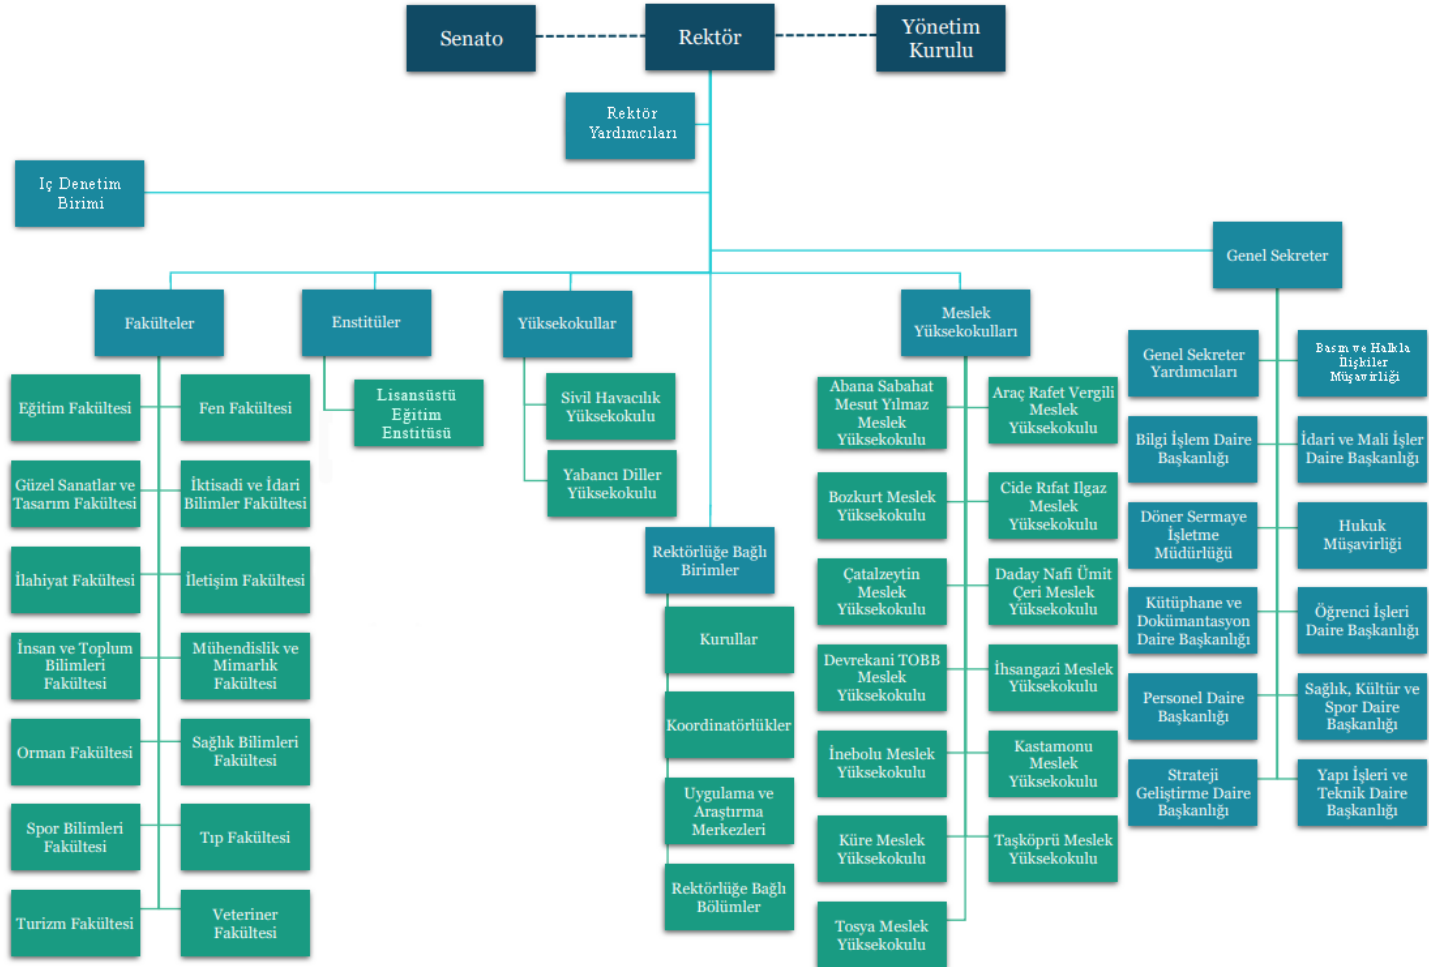 Senato
Rektör
Yönetim
Kurulu
Rektör
Yardımcıları
Iç Denetim
Birimi
Genel Sekreter
Fakülteler
Enstitüler
Yüksekokullar
Meslek
Yüksekokulları
Eğitim Fakültesi
Fen Fakültesi
Güzel Sanatlar ve
Tasarım Fakültesi
İktisadi ve İdari
Bilimler Fakültesi
İlahiyat Fakültesi
İletişim Fakültesi
İnsan ve Toplum
Bilimleri
Fakültesi
Mühendislik ve
Mimarlık
Fakültesi
Orman Fakültesi
Sağlık Bilimleri
Fakültesi
Spor Bilimleri
Fakültesi
Tıp Fakültesi
Turizm Fakültesi
Veteriner
Fakültesi
Lisansüstü
Eğitim
Enstitüsü
Sivil Havacılık
Yüksekokulu
Yabancı Diller
Yüksekokulu
Rektörlüğe Bağlı
Birimler
Kurullar
Koordinatörlükler
Uygulama ve
Araştırma
Merkezleri
Rektörlüğe Bağlı
Bölümler
Abana Sabahat
Mesut Yılmaz
Meslek
Yüksekokulu
Araç Rafet Vergili
Meslek
Yüksekokulu
Bozkurt Meslek
Yüksekokulu
Cide Rıfat Ilgaz
Meslek
Yüksekokulu
Çatalzeytin
Meslek
Yüksekokulu
Daday Nafi Ümit
Çeri Meslek
Yüksekokulu
Devrekani TOBB
Meslek
Yüksekokulu
İhsangazi Meslek
Yüksekokulu
İnebolu Meslek
Yüksekokulu
Kastamonu
Meslek
Yüksekokulu
Küre Meslek
Yüksekokulu
Taşköprü Meslek
Yüksekokulu
Tosya Meslek
Yüksekokulu
Genel Sekreter
Yardımcıları
Basın ve Halkla
İlişkiler
Müşavirliği
Bilgi İşlem Daire
Başkanlığı
İdari ve Mali İşler
Daire Başkanlığı
Döner Sermaye
İşletme
Müdürlüğü
Hukuk
Müşavirliği
Kütüphane ve
Dokümantasyon
Daire Başkanlığı
Öğrenci İşleri
Daire Başkanlığı
Personel Daire
Başkanlığı
Sağlık, Kültür ve
Spor Daire
Başkanlığı
Strateji
Geliştirme Daire
Başkanlığı
Yapı İşleri ve
Teknik Daire
Başkanlığı